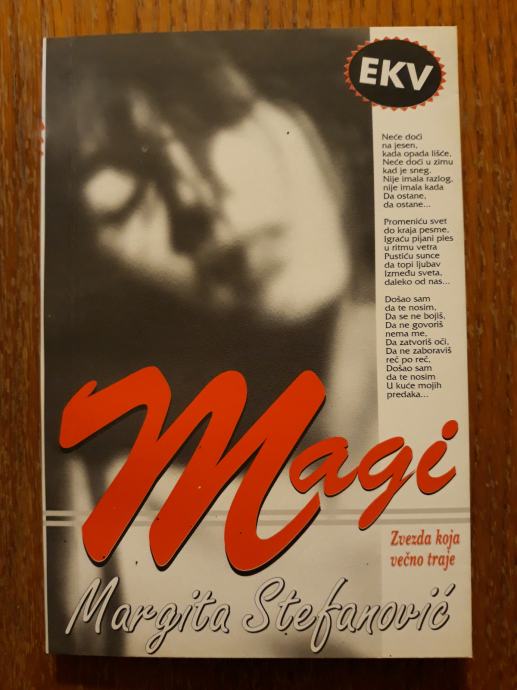 EKV
Neće doći
na jesen,
kada opada lišće,
Neće doći u zimu
kad je sneg.
Nije imala razlog,
nije imala kada
Da ostane,
da ostane...
Promeniću svet
do kraja pesme,
Igraću pijani ples
u ritmu vetra
Pustiću sunce
da topi ljubav
Između sveta,
daleko od nas...
Došao sam
da te nosim,
Da se ne bojiš,
Da ne govoriš
nema me,
Da zatvoriš oči,
Da ne zaboraviš
reč po reč,
Došao sam
da te nosim
U kuće mojih
predaka...
Magi
Zvezda koja
večno traje
Margita Stefanović